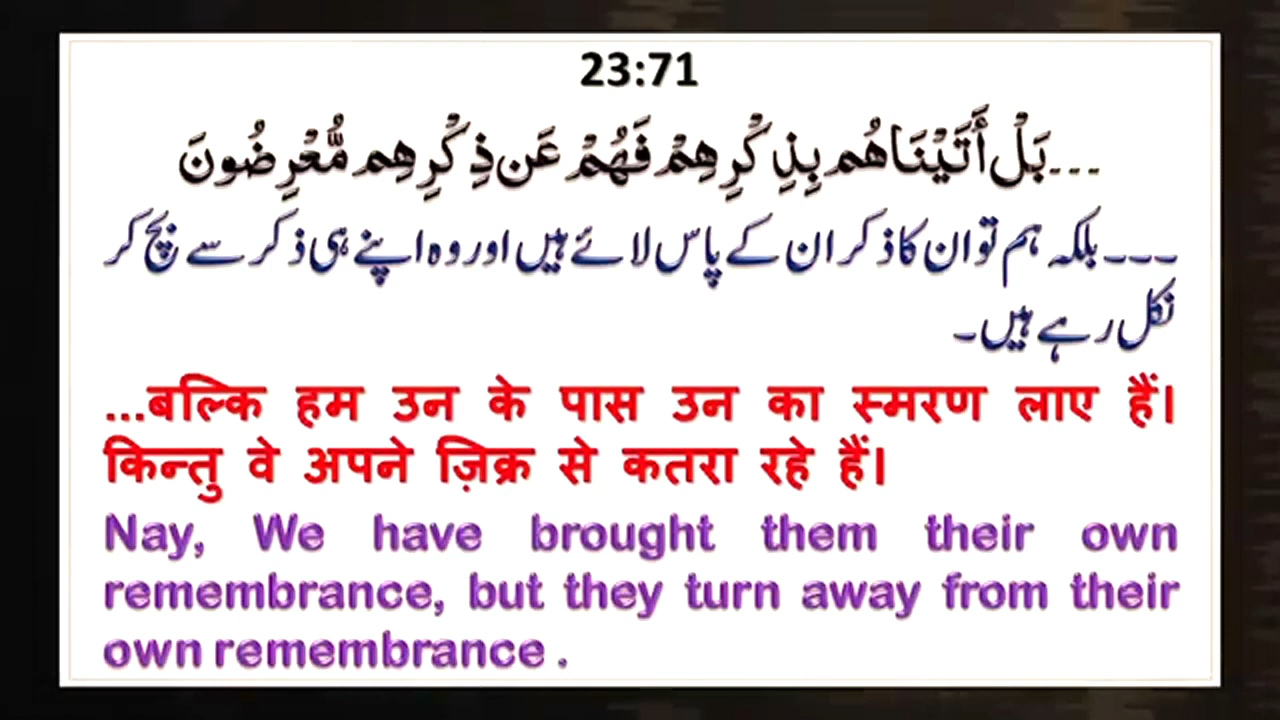 23:71
...بَلْ أَتَيْنَاهُم بِذِكْرِهِمْ فَهُمْ عَن ذِكْرِهِم مُّعْرِضُونَ
۔۔۔بلکہ ہم تو ان کا ذکر ان کے پاس لائے ہیں اور وہ اپنے ہی ذکر سے بچ کر
نکل رہے ہیں۔
...बल्कि हम उन के पास उन का स्मरण लाए हैं।
किन्तु वे अपने ज़िक्र से कतरा रहे हैं।
Nay, We have brought them their own
remembrance, but they turn away from their
own remembrance .